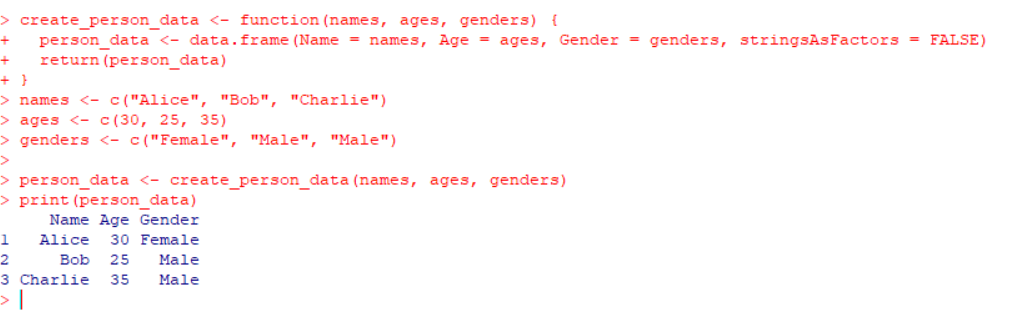 > create_person_data <- function(names, ages, genders) {
+   person_data <- data.frame(Name = names, Age = ages, Gender = genders, stringsAsFactors = FALSE)
+   return(person_data)
+ }
> names <- c("Alice", "Bob", "Charlie")
> ages <- c(30, 25, 35)
> genders <- c("Female", "Male", "Male")
>
> person_data <- create_person_data(names, ages, genders)
> print(person_data)
     Name Age Gender
1   Alice  30 Female
2     Bob  25   Male
3 Charlie  35   Male
>